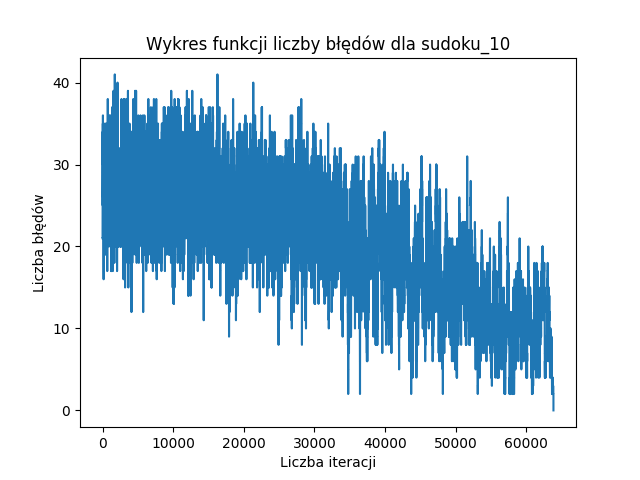 Wykres funkcji liczby błędów dla sudoku_10
Liczba błędów
40
30
20
10
0
0 10000 20000 30000 40000 50000 60000
Liczba iteracji